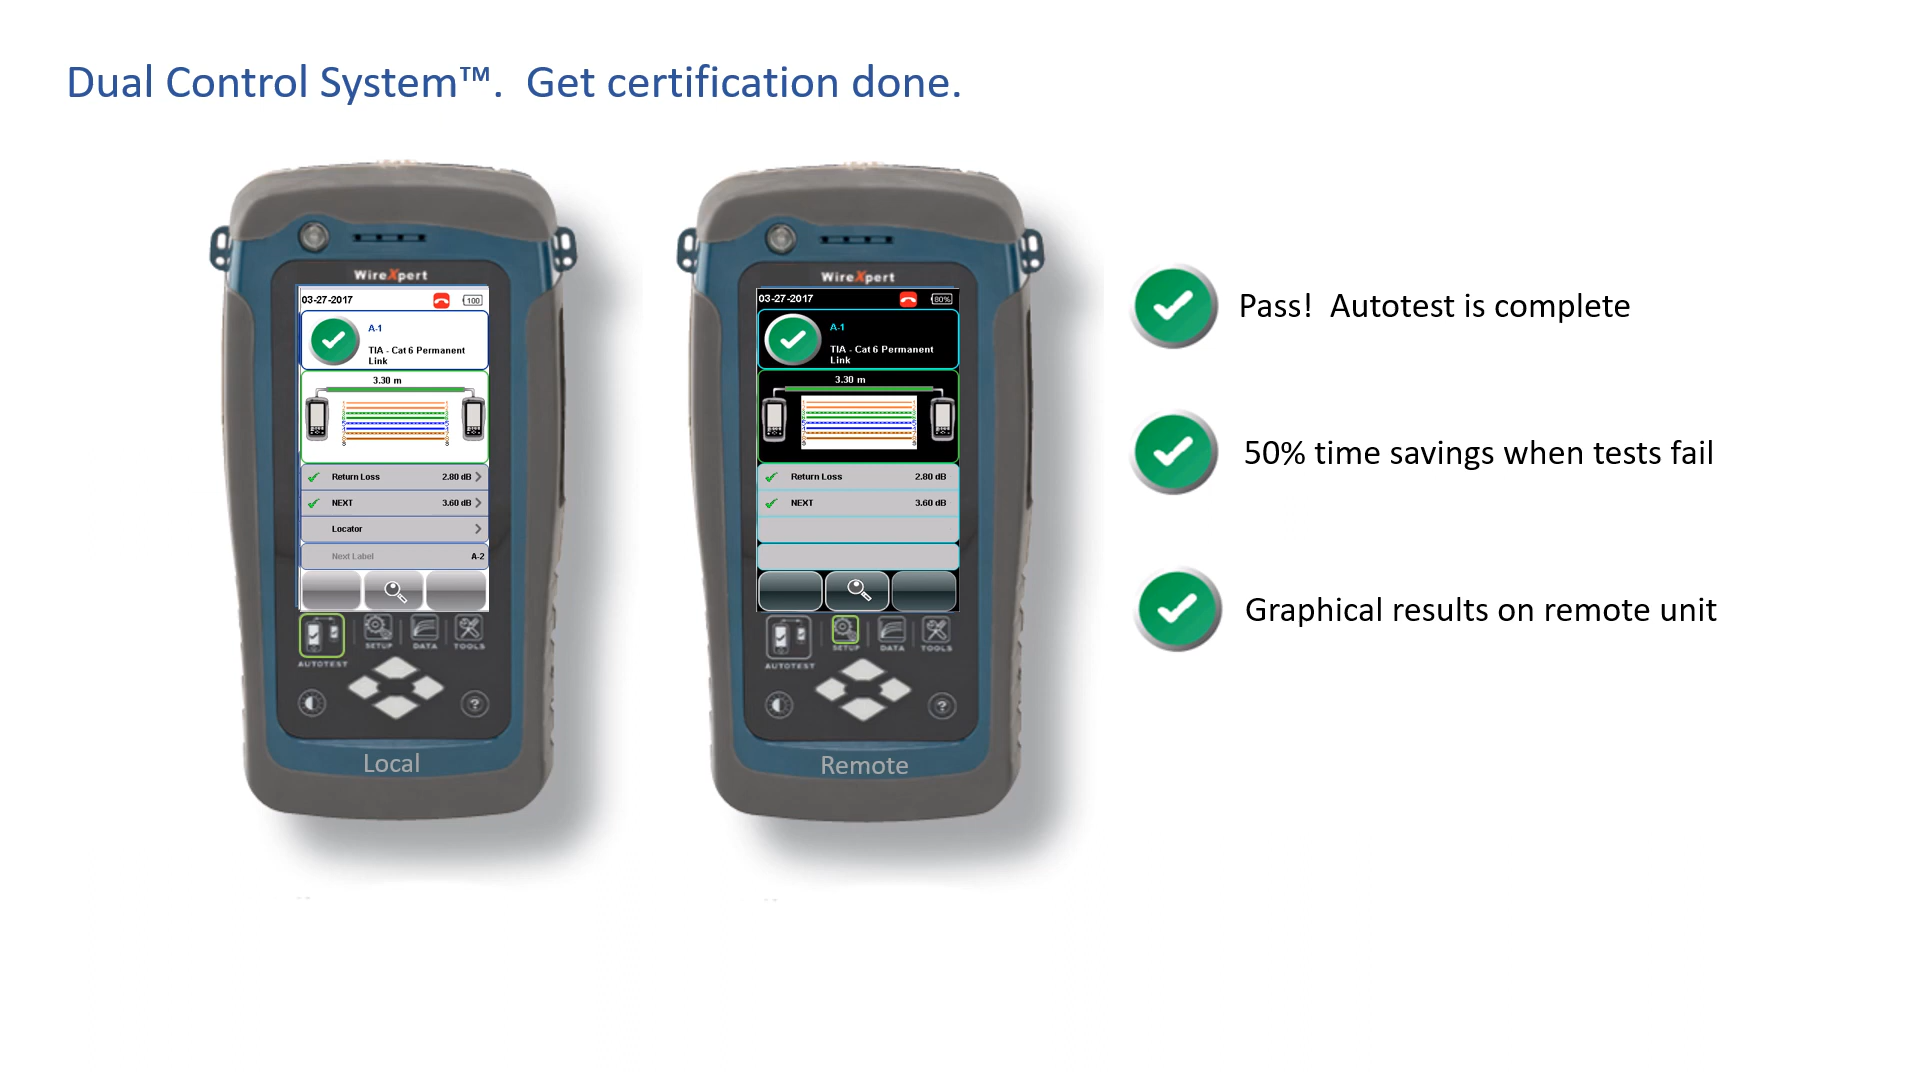 Dual Control System™.  Get certification done.
WireXpert
03-27-2017
100
A-1
TIA - Cat 6 Permanent
Link
3.30 m
Return Loss 2.80 dB
NEXT 3.60 dB
Locator
Next Label A-2
AUTOTEST
SETUP
DATA
TOOLS
?
Local
WireXpert
03-27-2017
80%
A-1
TIA - Cat 6 Permanent
Link
3.30 m
Return Loss 2.80 dB
NEXT 3.60 dB
AUTOTEST
SETUP
DATA
TOOLS
?
Remote
Pass!  Autotest is complete
50% time savings when tests fail
Graphical results on remote unit